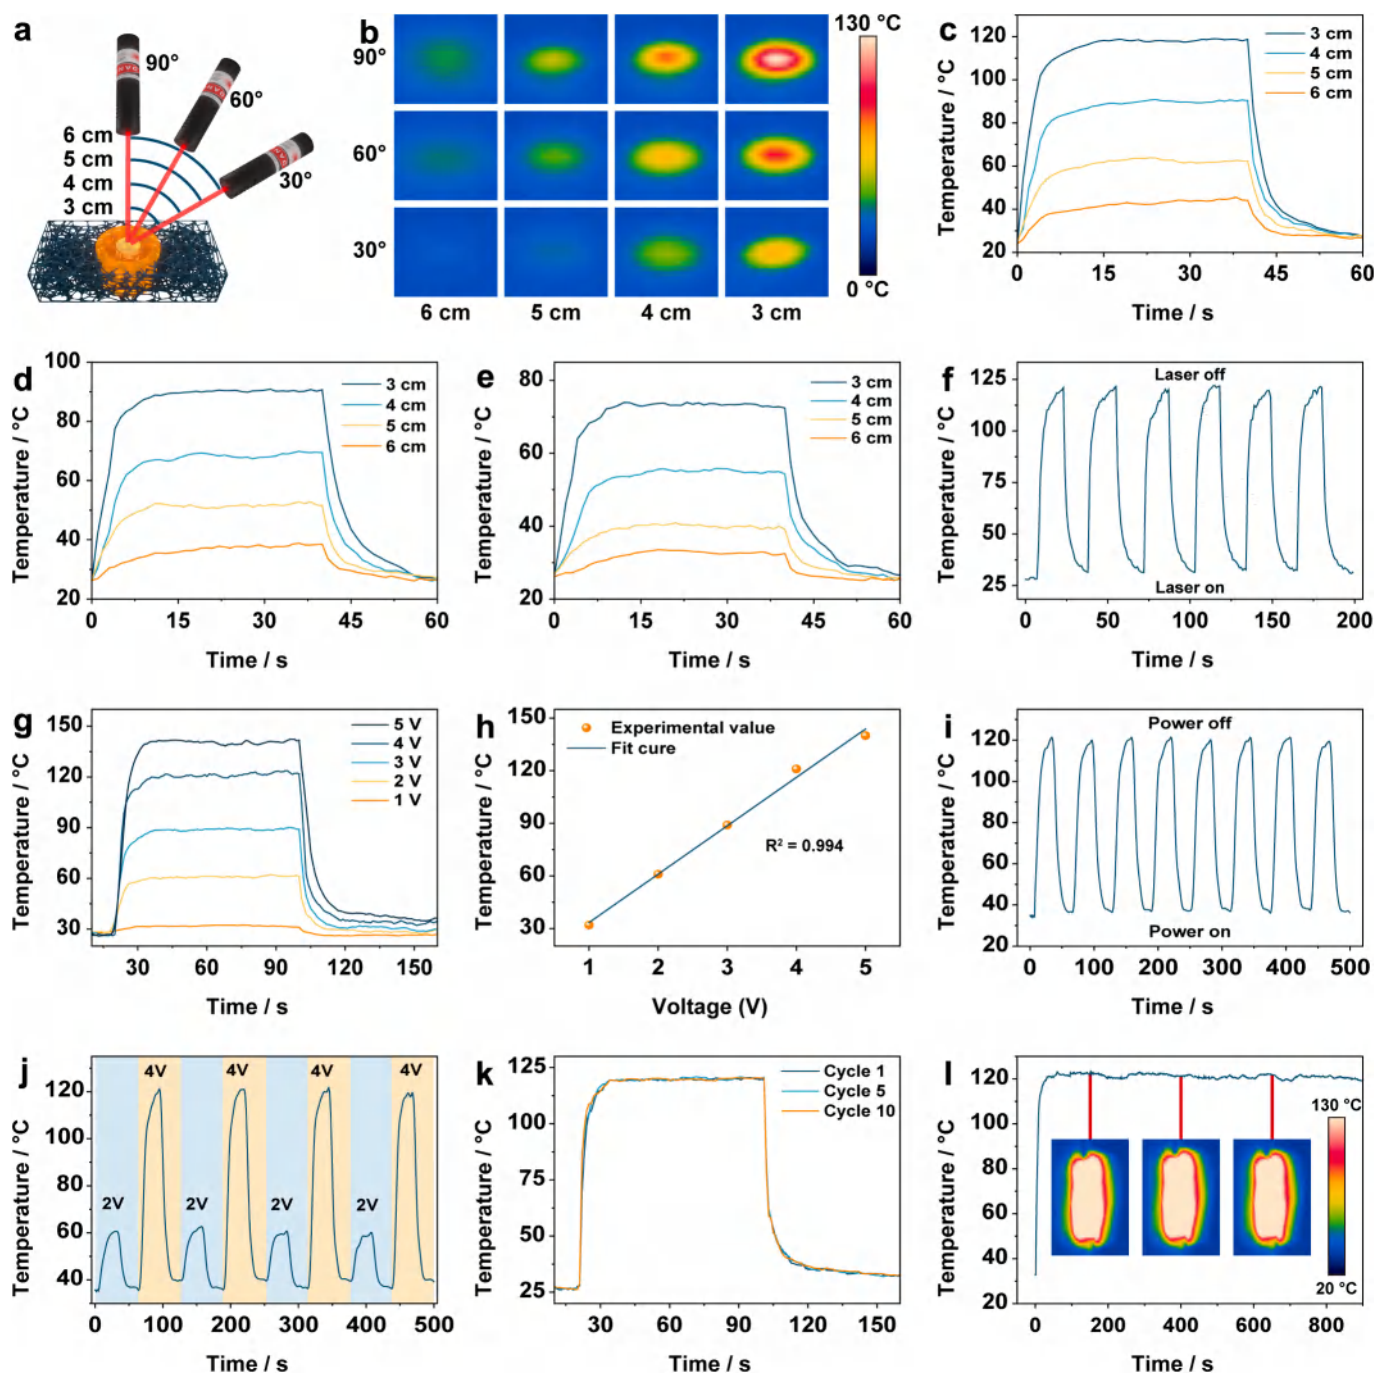 a
90°
60°
30°
6 cm
5 cm
4 cm
3 cm
b
90°
60°
30°
6 cm
5 cm
4 cm
3 cm
130 °C
0 °C
c
Temperature / °C
120
100
80
60
40
20
3 cm
4 cm
5 cm
6 cm
0
15
30
45
60
Time / s
d
Temperature / °C
100
80
60
40
20
3 cm
4 cm
5 cm
6 cm
0
15
30
45
60
Time / s
e
Temperature / °C
80
60
40
20
3 cm
4 cm
5 cm
6 cm
0
15
30
45
60
Time / s
f
Temperature / °C
125
100
75
50
25
Laser off
Laser on
0
50
100
150
200
Time / s
g
Temperature / °C
150
120
90
60
30
5 V
4 V
3 V
2 V
1 V
30
60
90
120
150
Time / s
h
Temperature / °C
150
120
90
60
30
Experimental value
Fit cure
R² = 0.994
1
2
3
4
5
Voltage (V)
i
Temperature / °C
120
100
80
60
40
20
Power off
Power on
0
100
200
300
400
500
Time / s
j
Temperature / °C
120
100
80
60
40
2V
4V
2V
4V
2V
4V
2V
4V
0
100
200
300
400
500
Time / s
k
Temperature / °C
125
100
75
50
25
Cycle 1
Cycle 5
Cycle 10
30
60
90
120
150
Time / s
l
Temperature / °C
120
100
80
60
40
20
130 °C
20 °C
0
200
400
600
800
Time / s